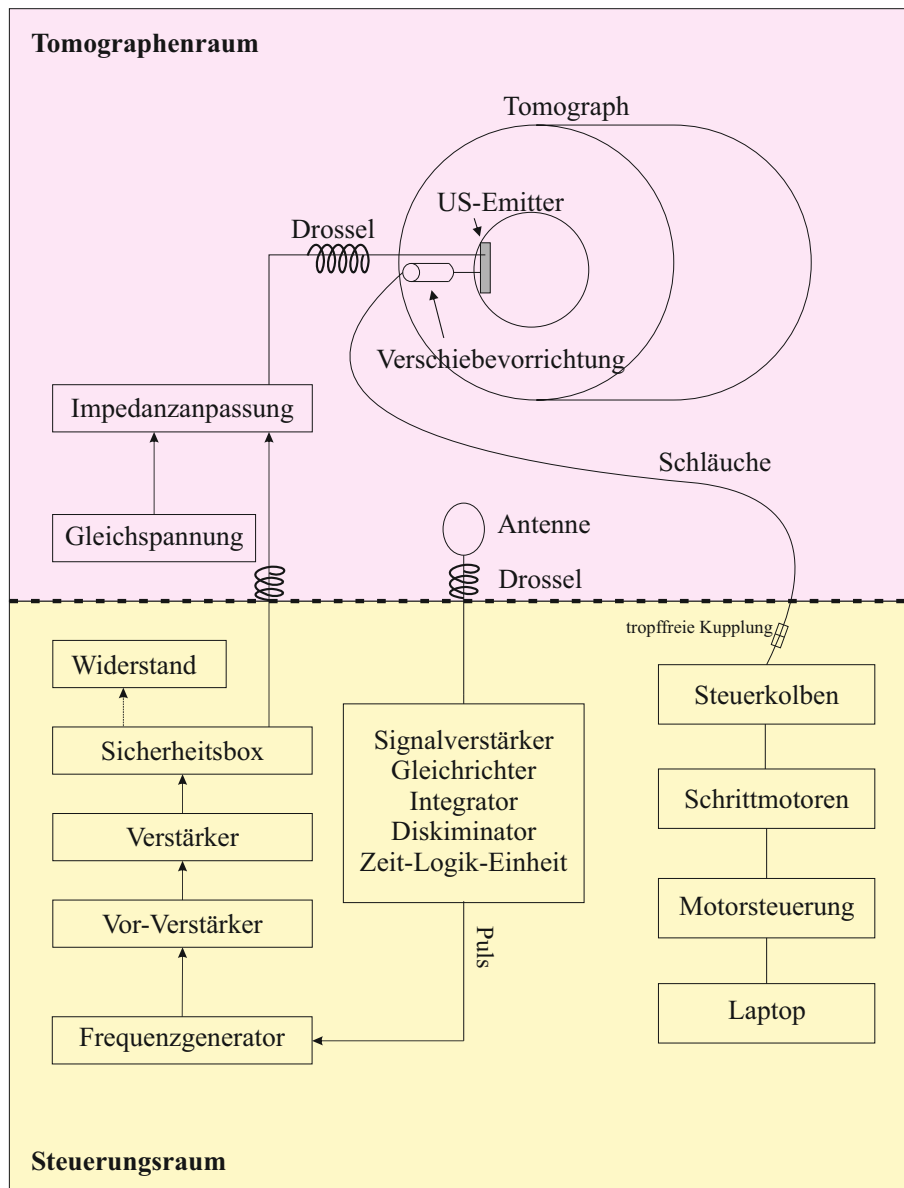 Tomographenraum
Tomograph
US-Emitter
Drossel
Verschiebevorrichtung
Impedanzanpassung
Schläuche
Gleichspannung
Antenne
Drossel
tropffreie Kupplung
Widerstand
Steuerkolben
Sicherheitsbox
Signalverstärker
Gleichrichter
Integrator
Diskiminator
Zeit-Logik-Einheit
Schrittmotoren
Verstärker
Vor-Verstärker
Motorsteuerung
Puls
Laptop
Frequenzgenerator
Steuerungsraum